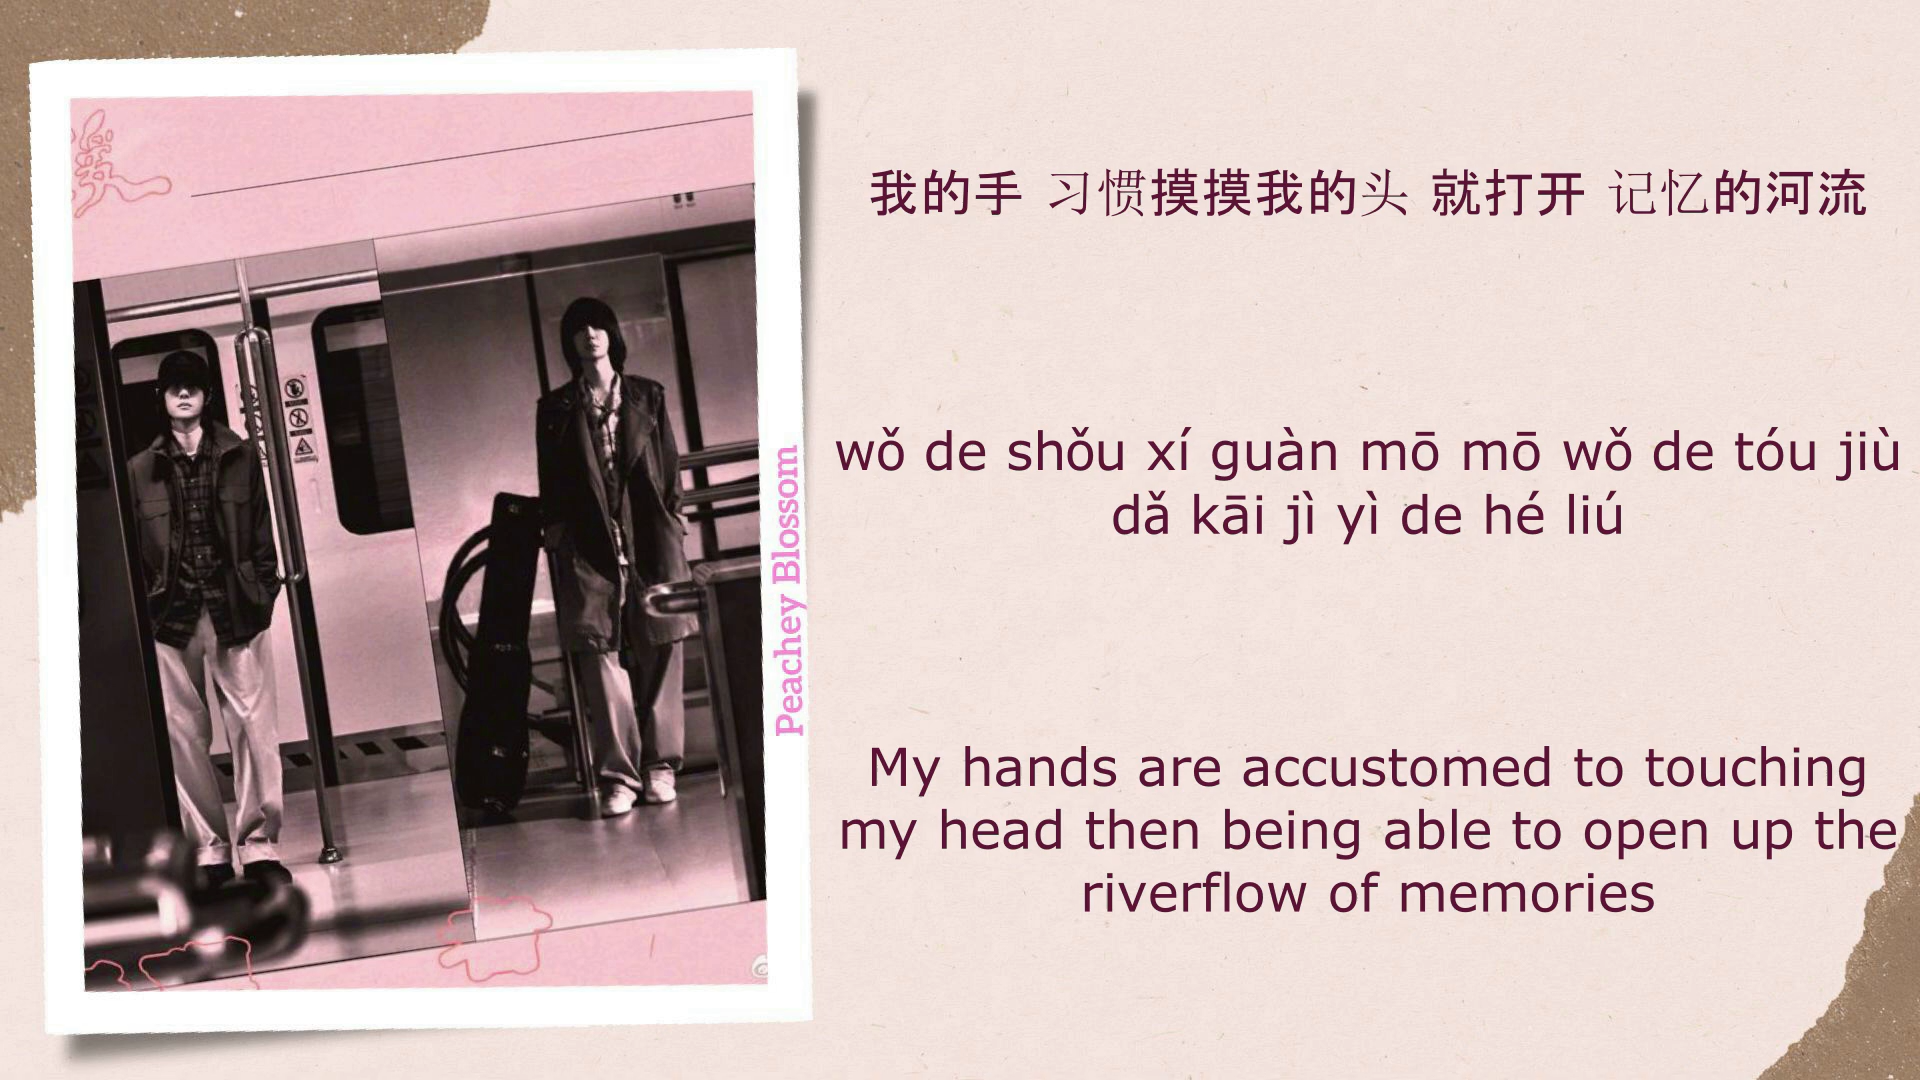 我的手 习惯摸摸我的头 就打开 记忆的河流
wǒ de shǒu xí guàn mō mō wǒ de tóu jiù
dǎ kāi jì yì de hé liú
My hands are accustomed to touching
my head then being able to open up the
riverflow of memories
Peachey Blossom